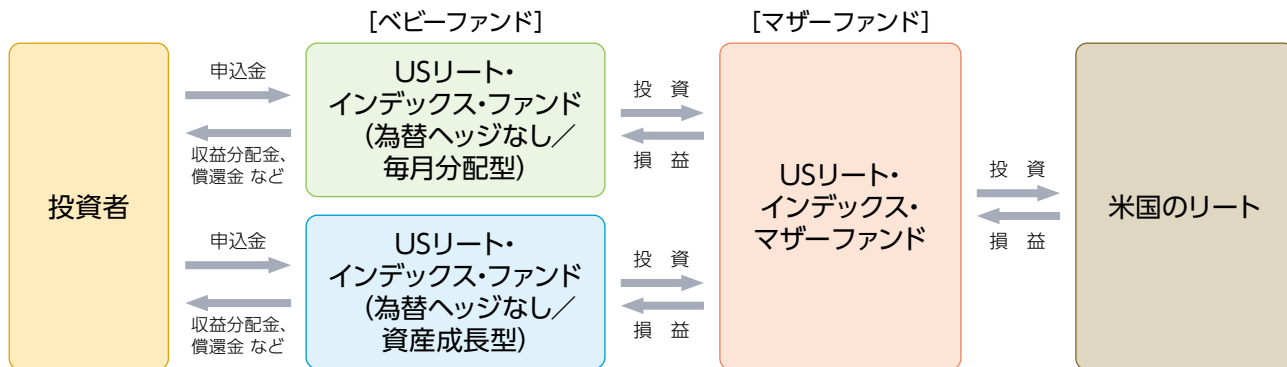 [ベビーファンド]
[マザーファンド]
投資者
申込金
収益分配金、
償還金 など
USリート・
インデックス・ファンド
(為替ヘッジなし／
毎月分配型)
投 資
損 益
申込金
収益分配金、
償還金 など
USリート・
インデックス・ファンド
(為替ヘッジなし／
資産成長型)
投 資
損 益
USリート・
インデックス・
マザーファンド
投 資
損 益
米国のリート